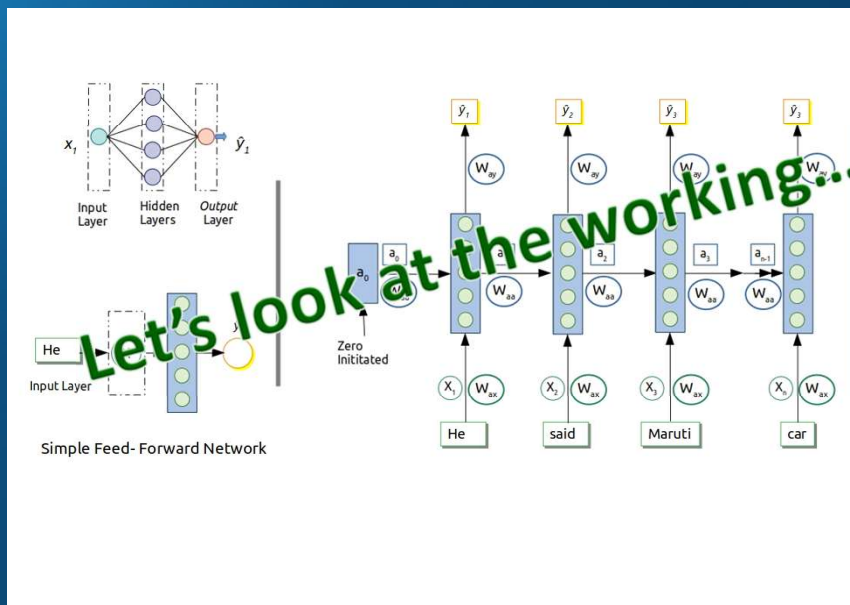 x₁
ŷ₁
Input Layer
Hidden Layers
Output Layer
He
Input Layer
Simple Feed- Forward Network
Let's look at the working...
ŷ₁ ŷ₂ ŷ₃ ŷ₃
Way Way Way Way
a₀ a₀ a₂ a₃ aₙ₋₁
Waa Waa Waa Waa
Zero Inititated
X₁ Wax X₂ Wax X₃ Wax Xₙ Wax
He said Maruti car